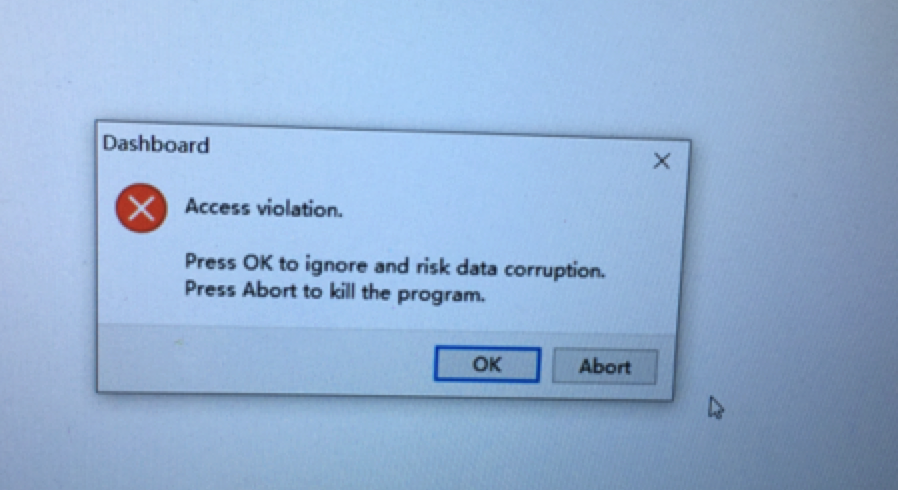 Dashboard
Access violation.
Press OK to ignore and risk data corruption.
Press Abort to kill the program.
OK
Abort